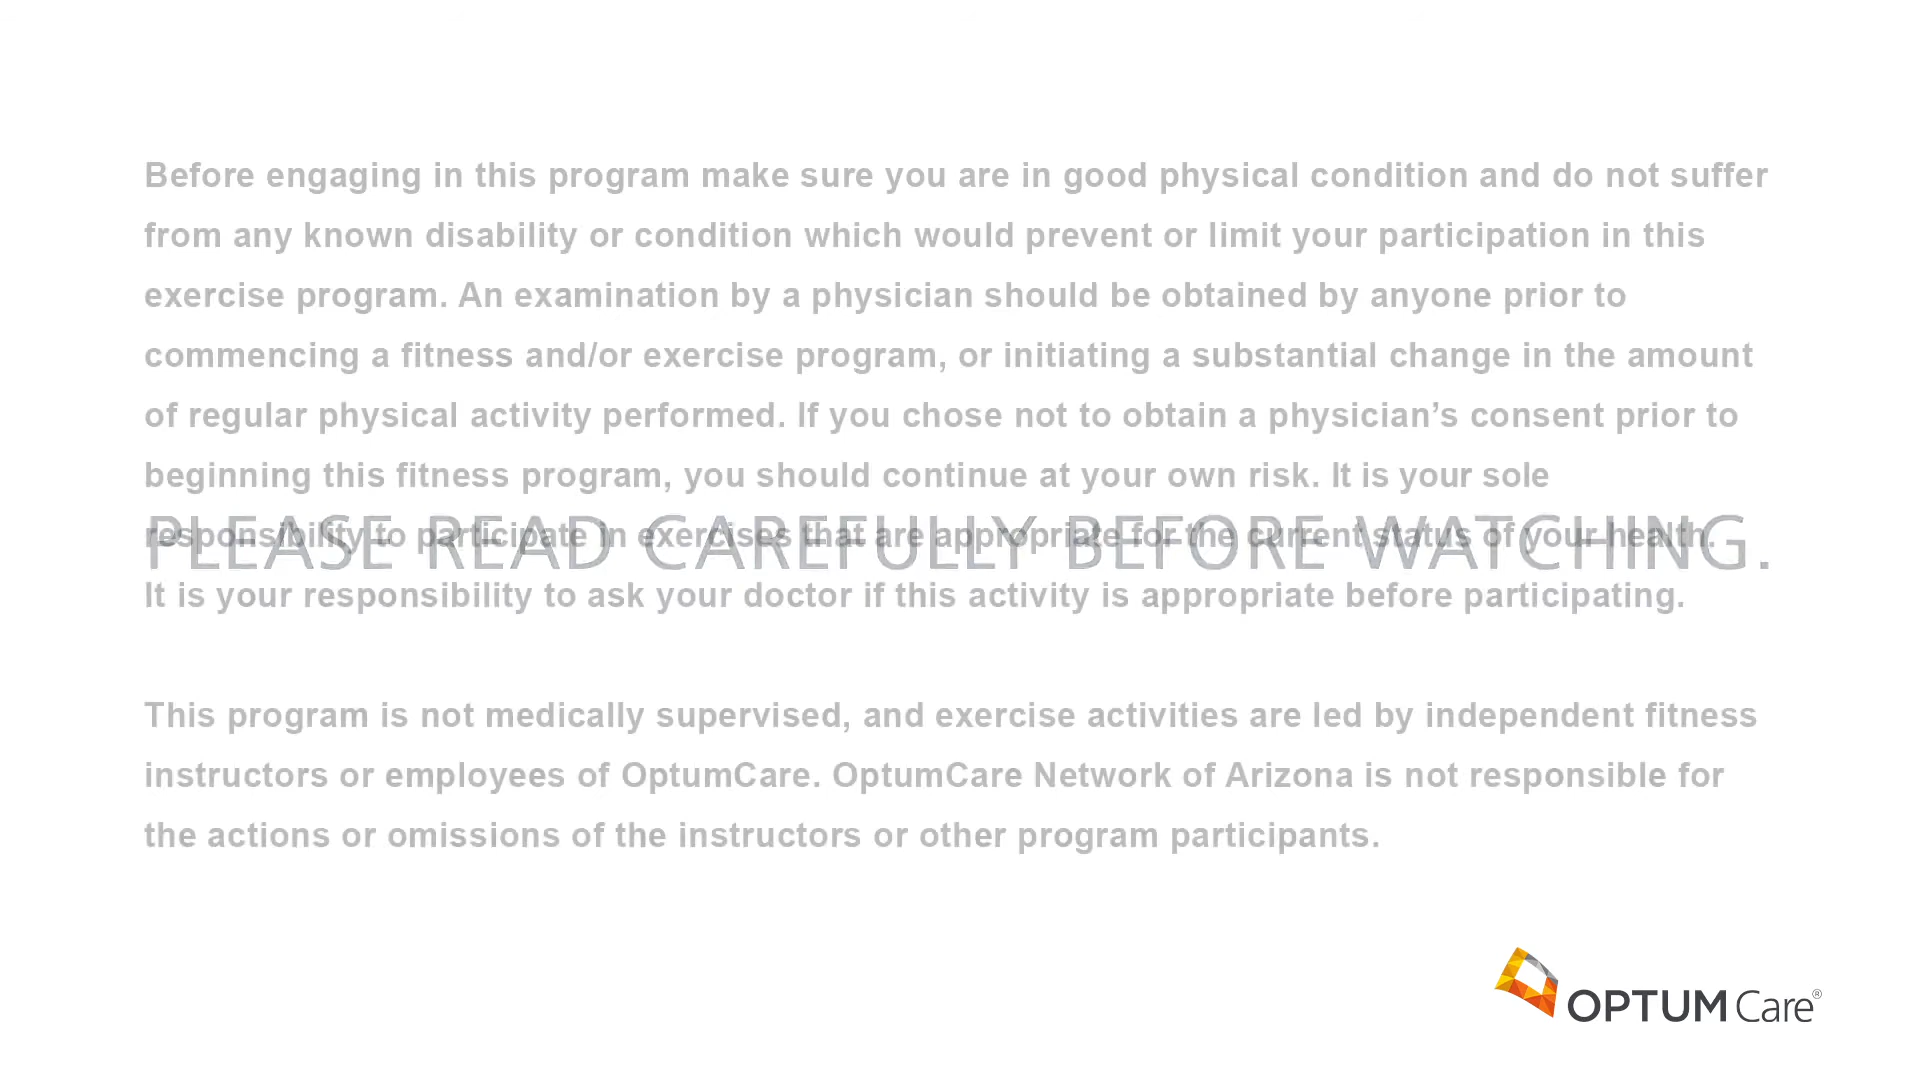 Before engaging in this program make sure you are in good physical condition and do not suffer
from any known disability or condition which would prevent or limit your participation in this
exercise program. An examination by a physician should be obtained by anyone prior to
commencing a fitness and/or exercise program, or initiating a substantial change in the amount
of regular physical activity performed. If you chose not to obtain a physician’s consent prior to
beginning this fitness program, you should continue at your own risk. It is your sole
responsibility to participate in exercises that are appropriate for the current status of your health.
PLEASE READ CAREFULLY BEFORE WATCHING.
It is your responsibility to ask your doctor if this activity is appropriate before participating.
This program is not medically supervised, and exercise activities are led by independent fitness
instructors or employees of OptumCare. OptumCare Network of Arizona is not responsible for
the actions or omissions of the instructors or other program participants.
OPTUM Care®